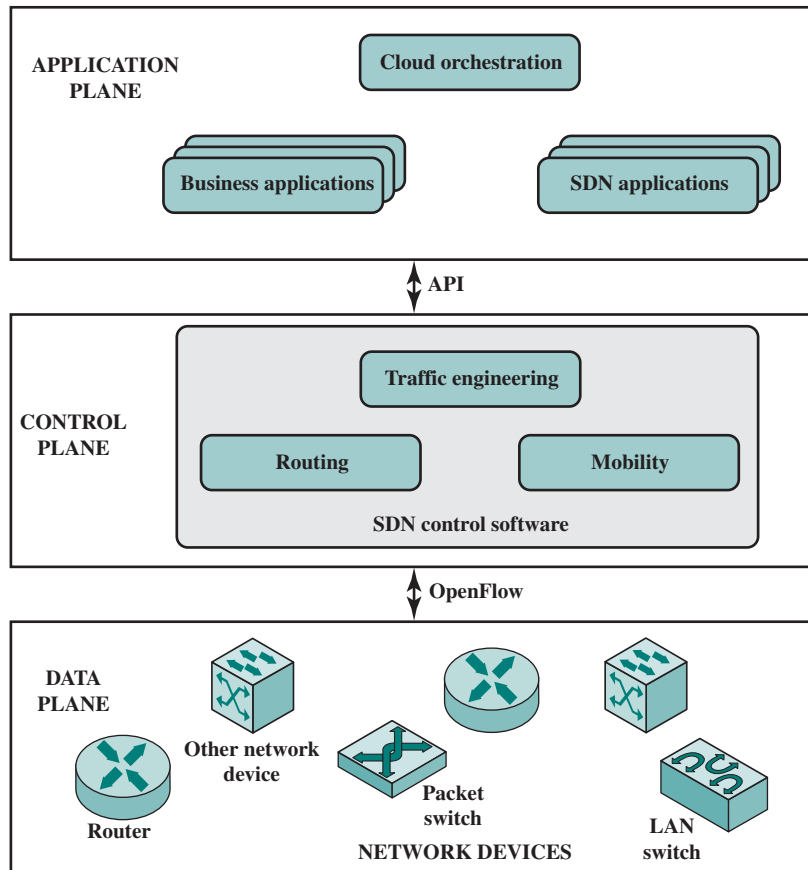 APPLICATION
PLANE
Cloud orchestration
Business applications
SDN applications
API
CONTROL
PLANE
Traffic engineering
Routing
Mobility
SDN control software
OpenFlow
DATA
PLANE
Other network
device
Router
Packet
switch
LAN
switch
NETWORK DEVICES